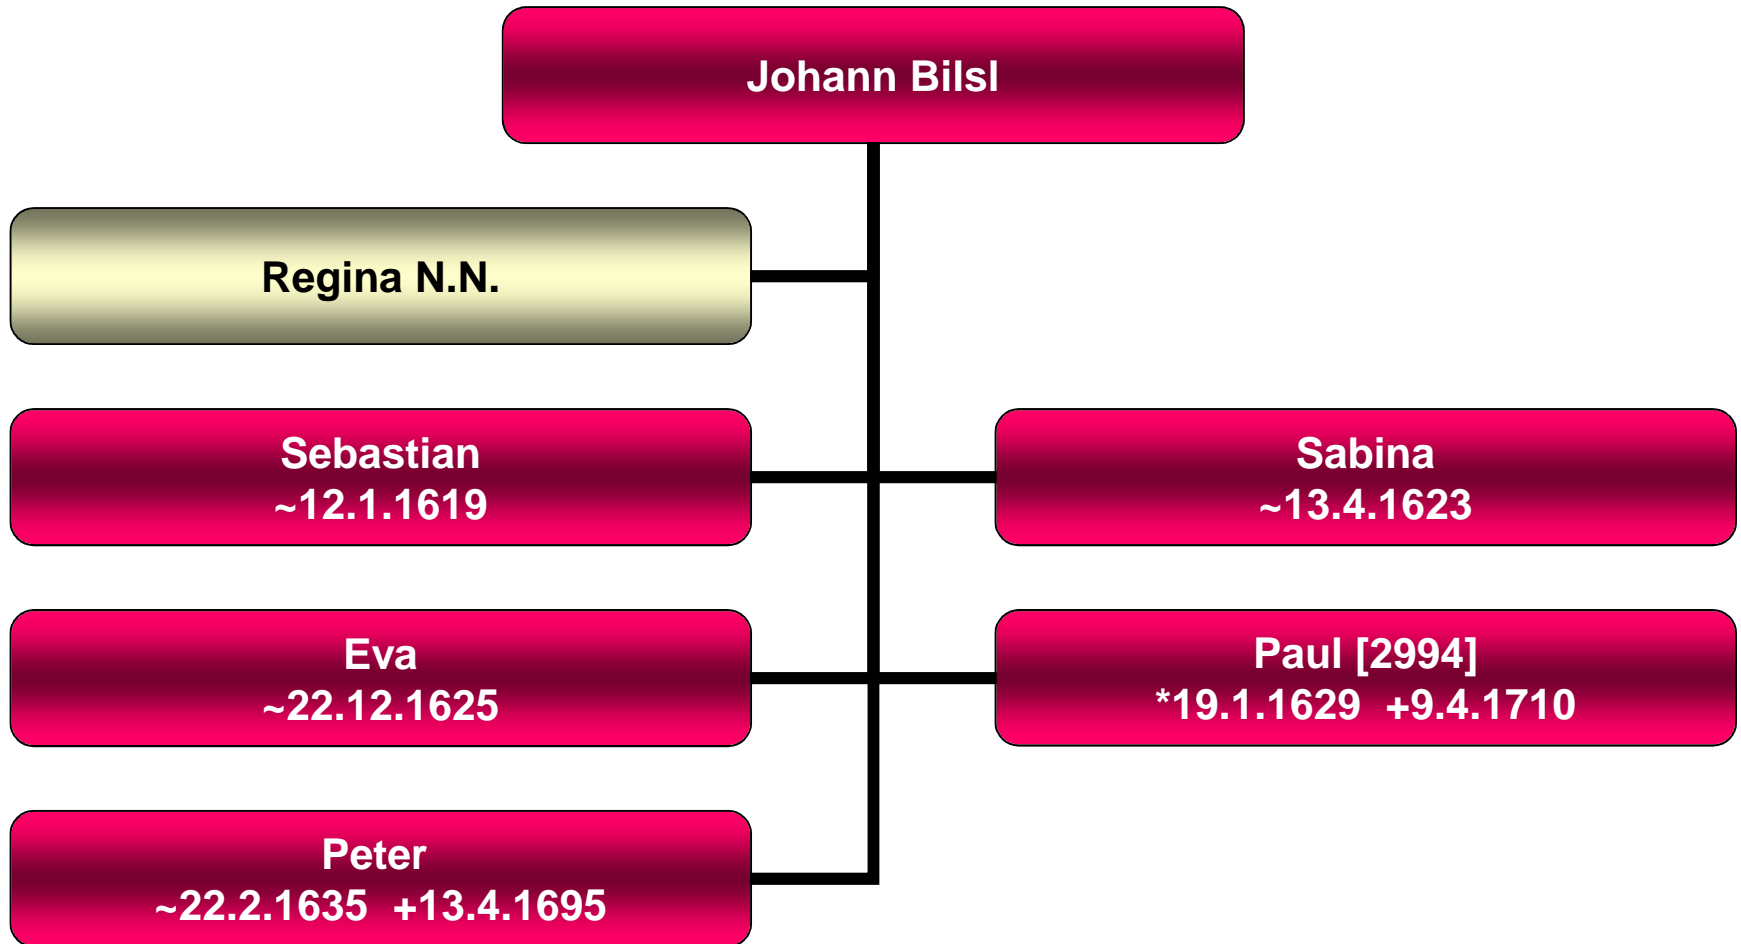 Johann Bilsl
Regina N.N.
Sebastian
~12.1.1619
Sabina
~13.4.1623
Eva
~22.12.1625
Paul [2994]
*19.1.1629 +9.4.1710
Peter
~22.2.1635 +13.4.1695